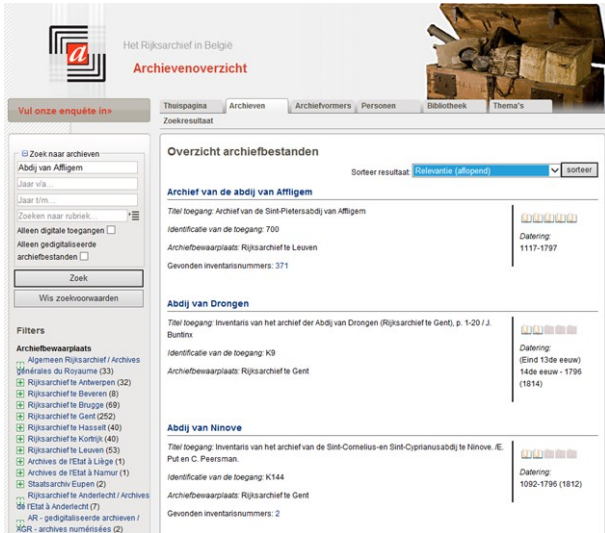 Het Rijksarchief in België
Archievenoverzicht
Vul onze enquête in»
Thuispagina Archieven Archiefvormers Personen Bibliotheek Thema's
Zoekresultaat
Zoek naar archieven
Abdij van Affligem
Jaar v/a...
Jaar t/m...
Zoeken naar rubriek...
Alleen digitale toegangen
Alleen gedigitaliseerde
archiefbestanden
Zoek
Wis zoekvoorwaarden
Filters
Archiefbewaarplaats
Algemeen Rijksarchief / Archives
générales du Royaume (33)
Rijksarchief te Antwerpen (32)
Rijksarchief te Beveren (8)
Rijksarchief te Brugge (69)
Rijksarchief te Gent (252)
Rijksarchief te Hasselt (40)
Rijksarchief te Kortrijk (40)
Rijksarchief te Leuven (53)
Archives de l'Etat à Liège (1)
Archives de l'Etat à Namur (1)
Staatsarchiv Eupen (2)
Rijksarchief te Anderlecht / Archives
de l'Etat à Anderlecht (7)
AR - gedigitaliseerde archieven /
AGR - archives numérisées (2)
Overzicht archiefbestanden
Sorteer resultaat: Relevantie (aflopend) sorteer
Archief van de abdij van Affligem
Titel toegang: Archief van de Sint-Pietersabdij van Affligem
Identificatie van de toegang: 700
Archiefbewaarplaats: Rijksarchief te Leuven
Gevonden inventarisnummers: 371
Datering:
1117-1797
Abdij van Drongen
Titel toegang: Inventaris van het archief der Abdij van Drongen (Rijksarchief te Gent), p. 1-20 / J.
Buntinx
Identificatie van de toegang: K9
Archiefbewaarplaats: Rijksarchief te Gent
Datering:
(Eind 13de eeuw)
14de eeuw - 1796
(1814)
Abdij van Ninove
Titel toegang: Inventaris van het archief van de Sint-Cornelius-en Sint-Cyprianusabdij te Ninove. /E.
Put en C. Peersman.
Identificatie van de toegang: K144
Archiefbewaarplaats: Rijksarchief te Gent
Gevonden inventarisnummers: 2
Datering:
1092-1796 (1812)